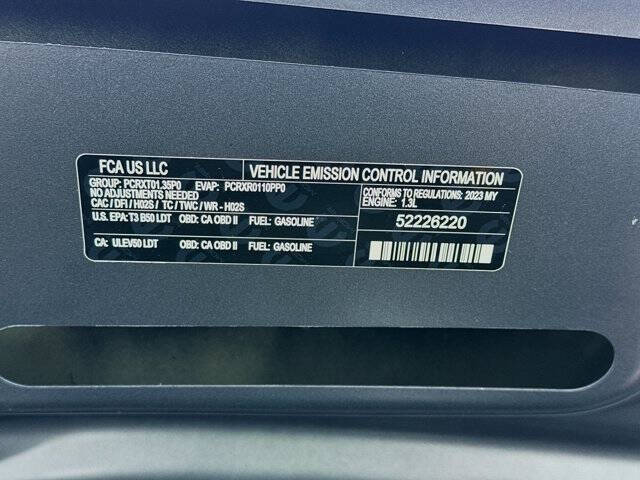 FCA US LLC
VEHICLE EMISSION CONTROL INFORMATION
GROUP: PCRXT01.35P0 EVAP: PCRXR0110PP0
NO ADJUSTMENTS NEEDED
CAC / DFI / H02S / TC / TWC / WR - H02S
CONFORMS TO REGULATIONS: 2023 MY
ENGINE: 1.3L
U.S. EPA: T3 B50 LDT OBD: CA OBD II FUEL: GASOLINE
52226220
CA: ULEV50 LDT OBD: CA OBD II FUEL: GASOLINE